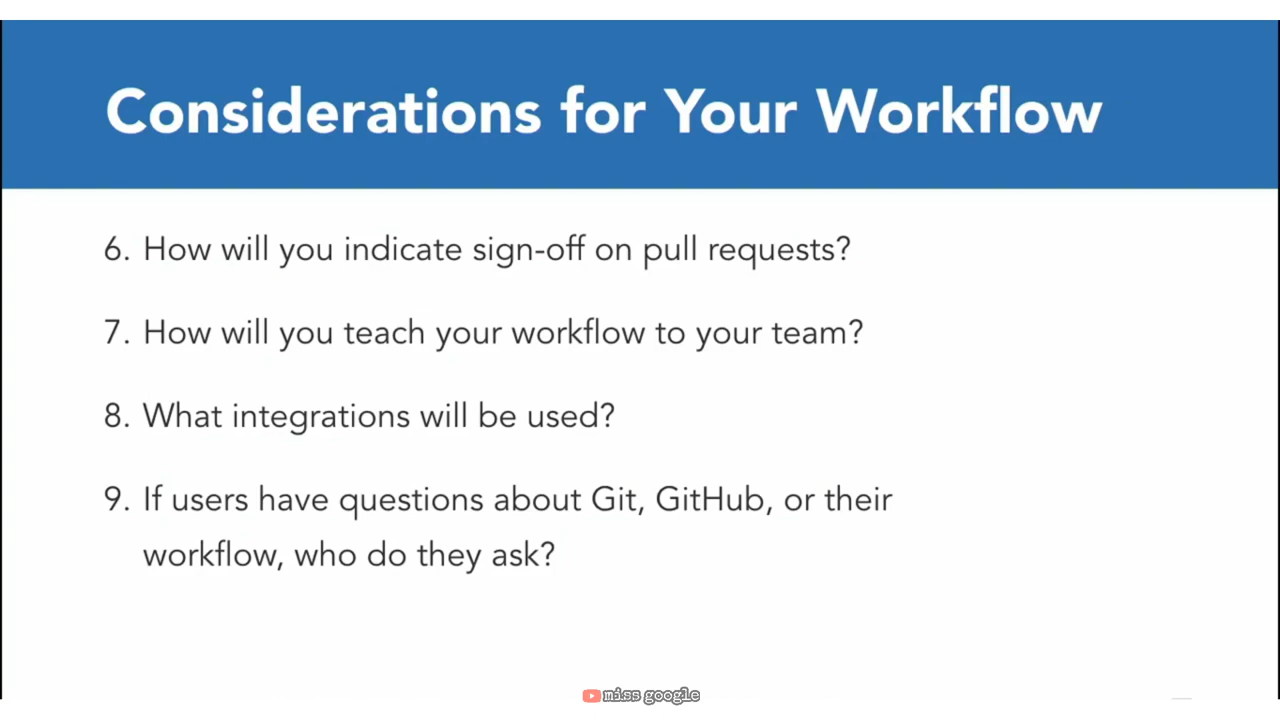 Considerations for Your Workflow
6. How will you indicate sign-off on pull requests?
7. How will you teach your workflow to your team?
8. What integrations will be used?
9. If users have questions about Git, GitHub, or their
workflow, who do they ask?
miss google